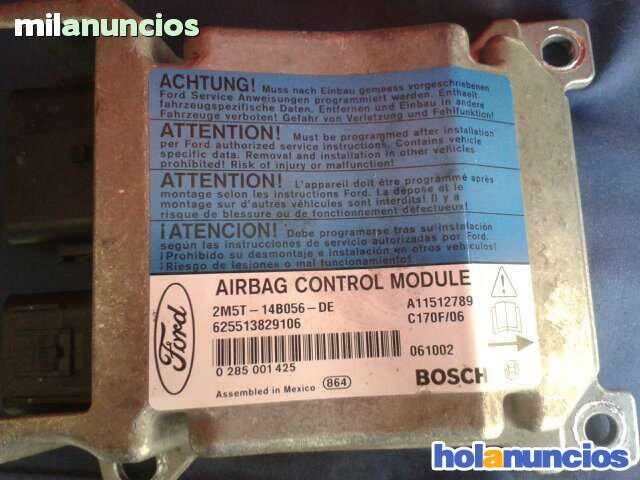 milanuncios
ACHTUNG! Muss nach Einbau gemaess vorgeschriebenen
Ford Service Anweisungen programmiert werden. Enthaelt
fahrzeugspezifische Daten. Entfernen und Einbau in andere
Fahrzeuge verboten! Gefahr von Verletzung und Fehlfunktion!
ATTENTION! Must be programmed after installation
per Ford authorized service instructions. Contains vehicle
specific data. Removal and installation in other vehicles
prohibited! Risk of injury or malfunction!
ATTENTION! L'appareil doit être programmé après
montage selon les instructions Ford. La dépose et le
montage sur d'autres véhicules sont interdits! Il y a
risque de blessure ou de fonctionnement défectueux!
¡ATENCION! Debe programarse tras su instalación
según las instrucciones de servicio autorizadas por Ford.
¡Prohibido su desmontaje e instalación en otros vehículos!
¡Riesgo de lesiones o mal funcionamiento!
AIRBAG CONTROL MODULE
Ford
2M5T-14B056-DE A11512789
625513829106 C170F/06
061002
0 285 001 425
Assembled in Mexico 864 BOSCH
holanuncios